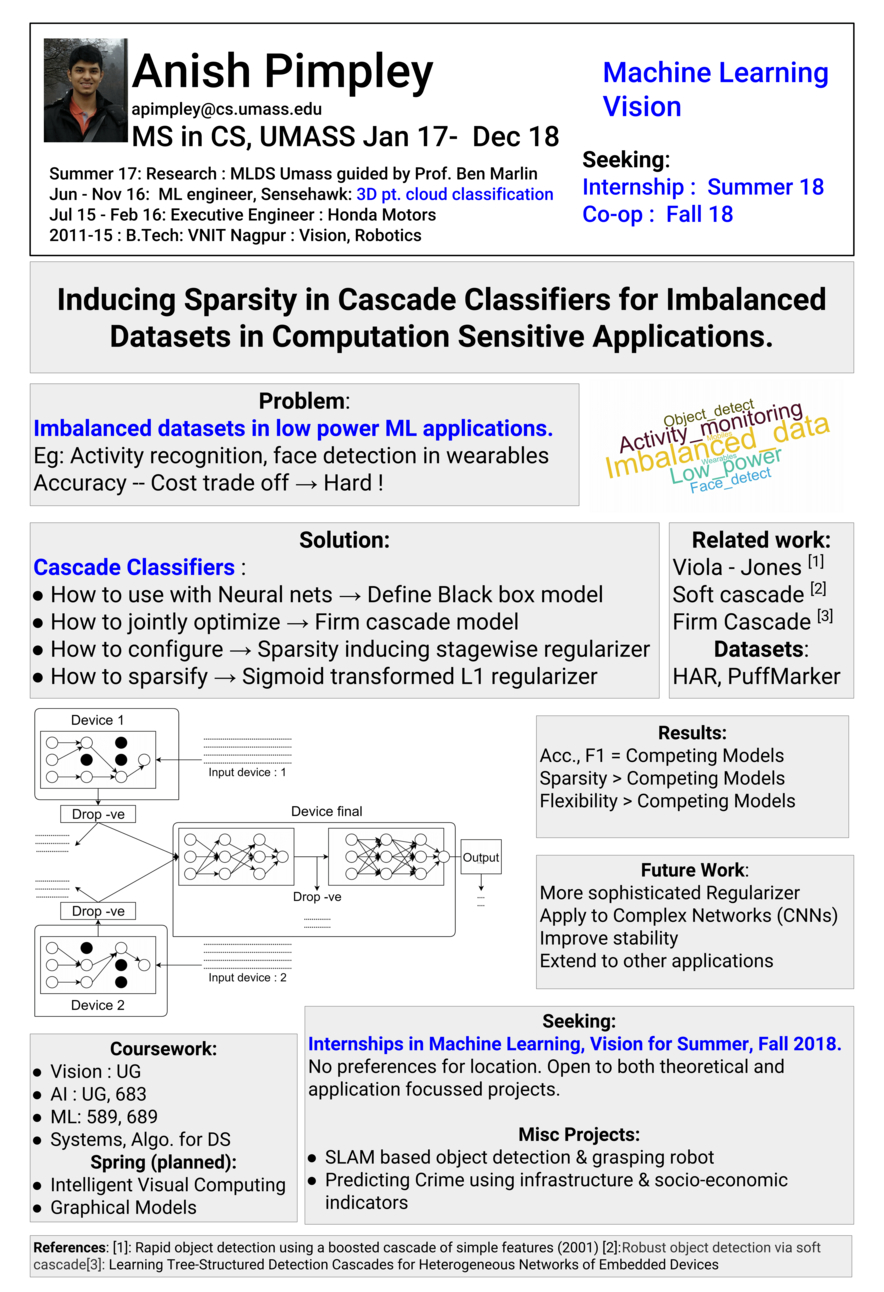 Anish Pimpley
apimpley@cs.umass.edu
MS in CS, UMASS Jan 17-  Dec 18
Summer 17: Research : MLDS Umass guided by Prof. Ben Marlin
Jun - Nov 16:  ML engineer, Sensehawk: 3D pt. cloud classification
Jul 15 - Feb 16: Executive Engineer : Honda Motors
2011-15 : B.Tech: VNIT Nagpur : Vision, Robotics
Machine Learning
Vision
Seeking:
Internship :  Summer 18
Co-op :  Fall 18
Inducing Sparsity in Cascade Classifiers for Imbalanced
Datasets in Computation Sensitive Applications.
Problem:
Imbalanced datasets in low power ML applications.
Eg: Activity recognition, face detection in wearables
Accuracy -- Cost trade off → Hard !
Object_detect
Activity_monitoring
Imbalanced_data
Wearables
Low_power
Face_detect
Solution:
Cascade Classifiers :
● How to use with Neural nets → Define Black box model
● How to jointly optimize → Firm cascade model
● How to configure → Sparsity inducing stagewise regularizer
● How to sparsify → Sigmoid transformed L1 regularizer
Related work:
Viola - Jones [1]
Soft cascade [2]
Firm Cascade [3]
Datasets:
HAR, PuffMarker
Device 1
Input device : 1
Drop -ve
Device final
Output
Drop -ve
Drop -ve
Input device : 2
Device 2
Results:
Acc., F1 = Competing Models
Sparsity > Competing Models
Flexibility > Competing Models
Future Work:
More sophisticated Regularizer
Apply to Complex Networks (CNNs)
Improve stability
Extend to other applications
Coursework:
● Vision : UG
● AI : UG, 683
● ML: 589, 689
● Systems, Algo. for DS
Spring (planned):
● Intelligent Visual Computing
● Graphical Models
Seeking:
Internships in Machine Learning, Vision for Summer, Fall 2018.
No preferences for location. Open to both theoretical and
application focussed projects.
Misc Projects:
● SLAM based object detection & grasping robot
● Predicting Crime using infrastructure & socio-economic
indicators
References: [1]: Rapid object detection using a boosted cascade of simple features (2001) [2]:Robust object detection via soft
cascade[3]: Learning Tree-Structured Detection Cascades for Heterogeneous Networks of Embedded Devices